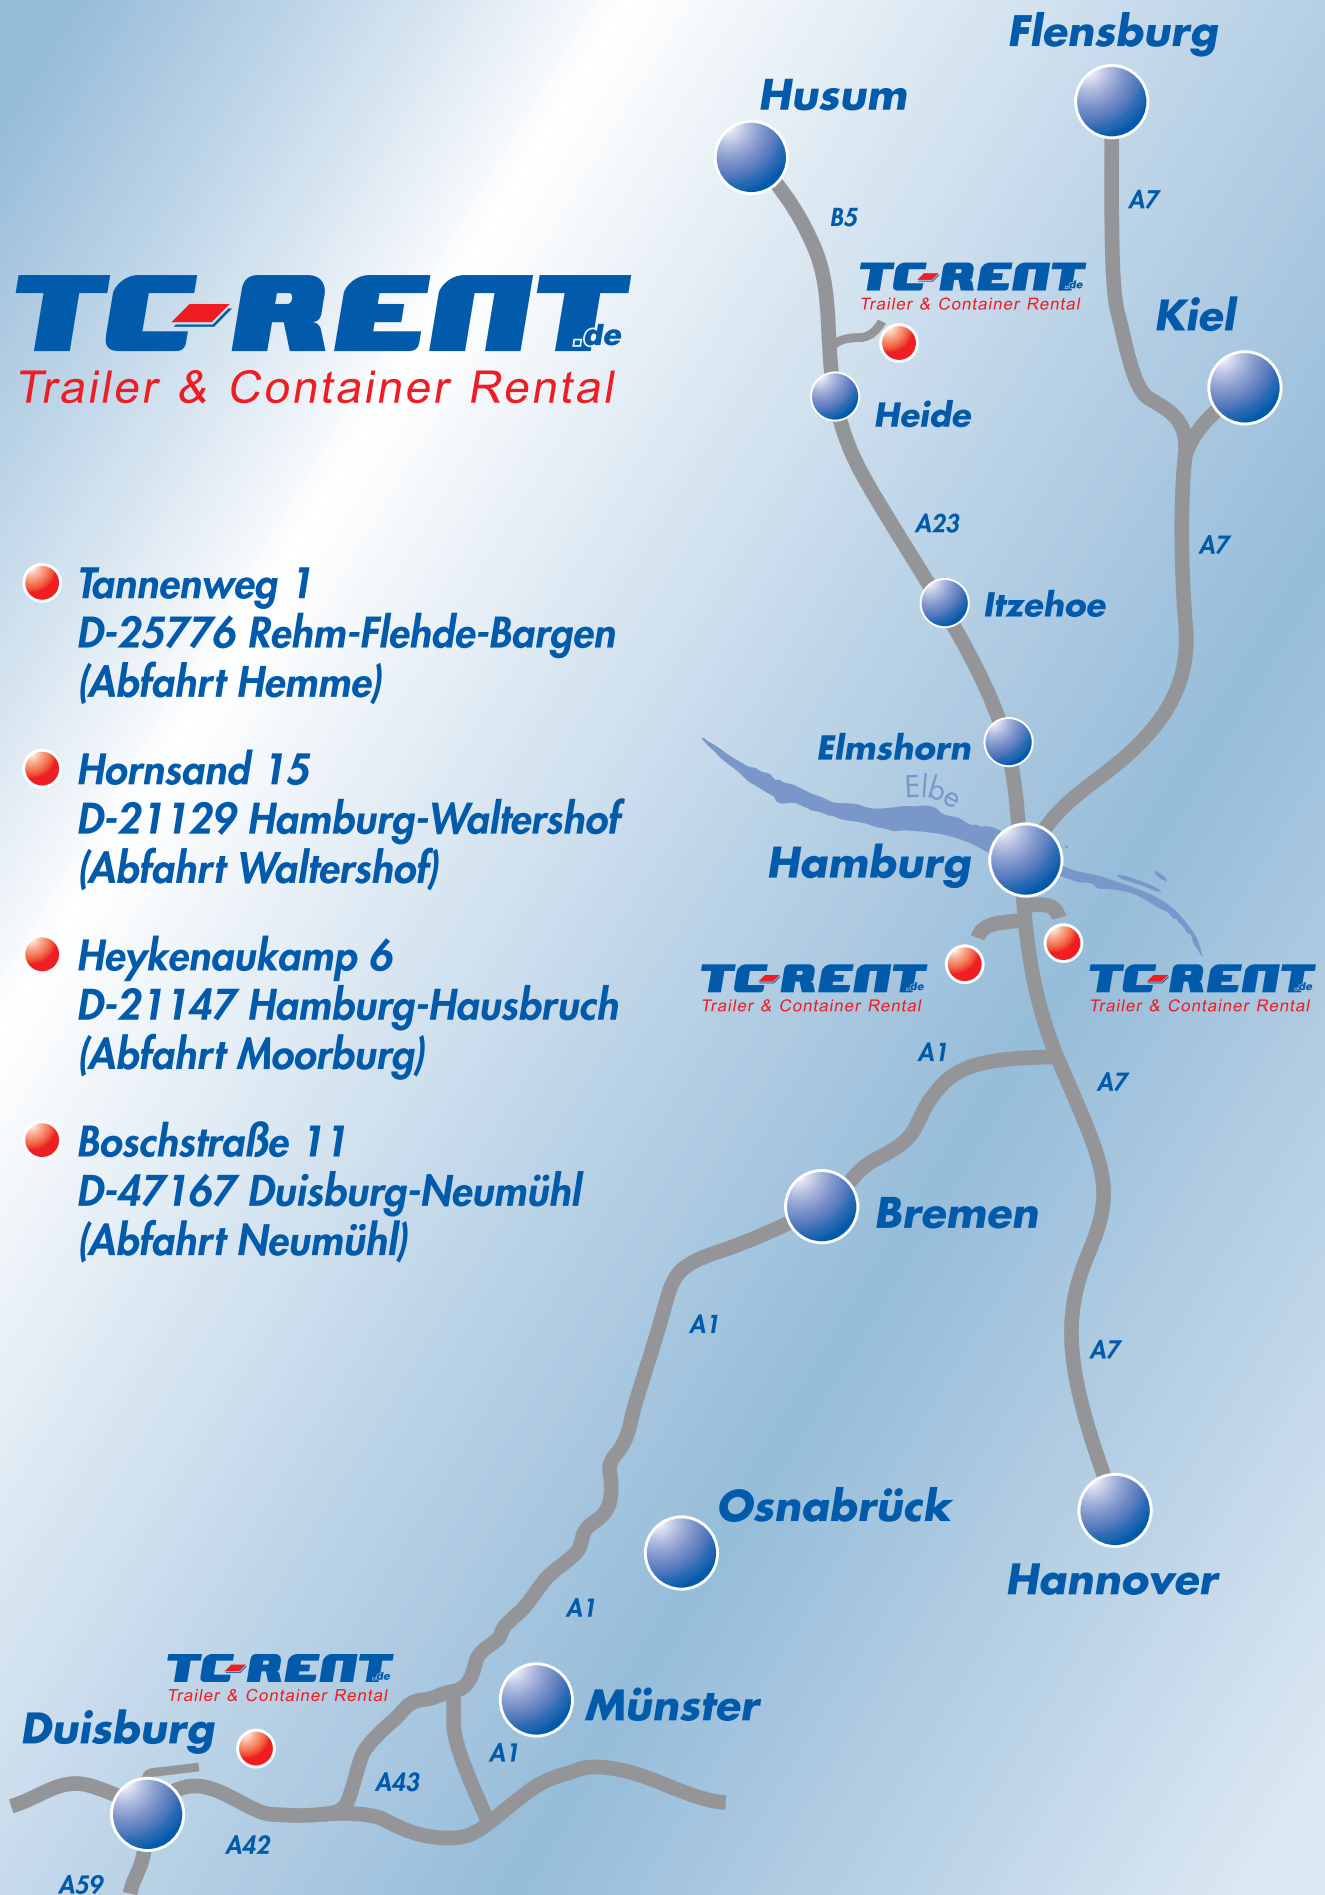 Flensburg
Husum
A7
B5
TC-RENT.de
Trailer & Container Rental
Kiel
TC-RENT.de
Trailer & Container Rental
Heide
A23
A7
Tannenweg 1
D-25776 Rehm-Flehde-Bargen
(Abfahrt Hemme)
Itzehoe
Hornsand 15
D-21129 Hamburg-Waltershof
(Abfahrt Waltershof)
Elmshorn
Elbe
Hamburg
Heykenaukamp 6
D-21147 Hamburg-Hausbruch
(Abfahrt Moorburg)
TC-RENT.de
Trailer & Container Rental
TC-RENT.de
Trailer & Container Rental
A1
A7
Boschstraße 11
D-47167 Duisburg-Neumühl
(Abfahrt Neumühl)
Bremen
A1
A7
Osnabrück
Hannover
A1
TC-RENT.de
Trailer & Container Rental
Duisburg
Münster
A1
A43
A42
A59